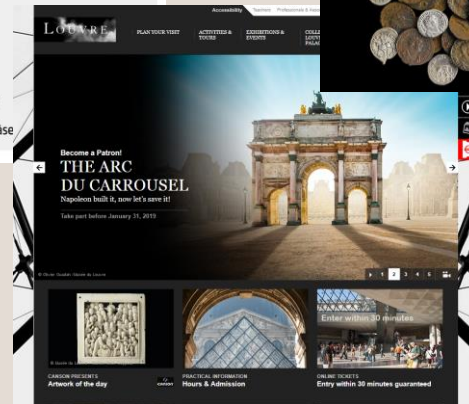 Accessibility Teachers
LOUVRE
PLAN YOUR VISIT
ACTIVITIES &
TOURS
EXHIBITIONS &
EVENTS
Become a Patron!
THE ARC
DU CARROUSEL
Napoleon built it, now let's save it!
Take part before January 31, 2019
1 2 3 4 5
Enter within 30 minutes
CANSON PRESENTS
Artwork of the day
PRACTICAL INFORMATION
Hours & Admission
ONLINE TICKETS
Entry within 30 minutes guaranteed